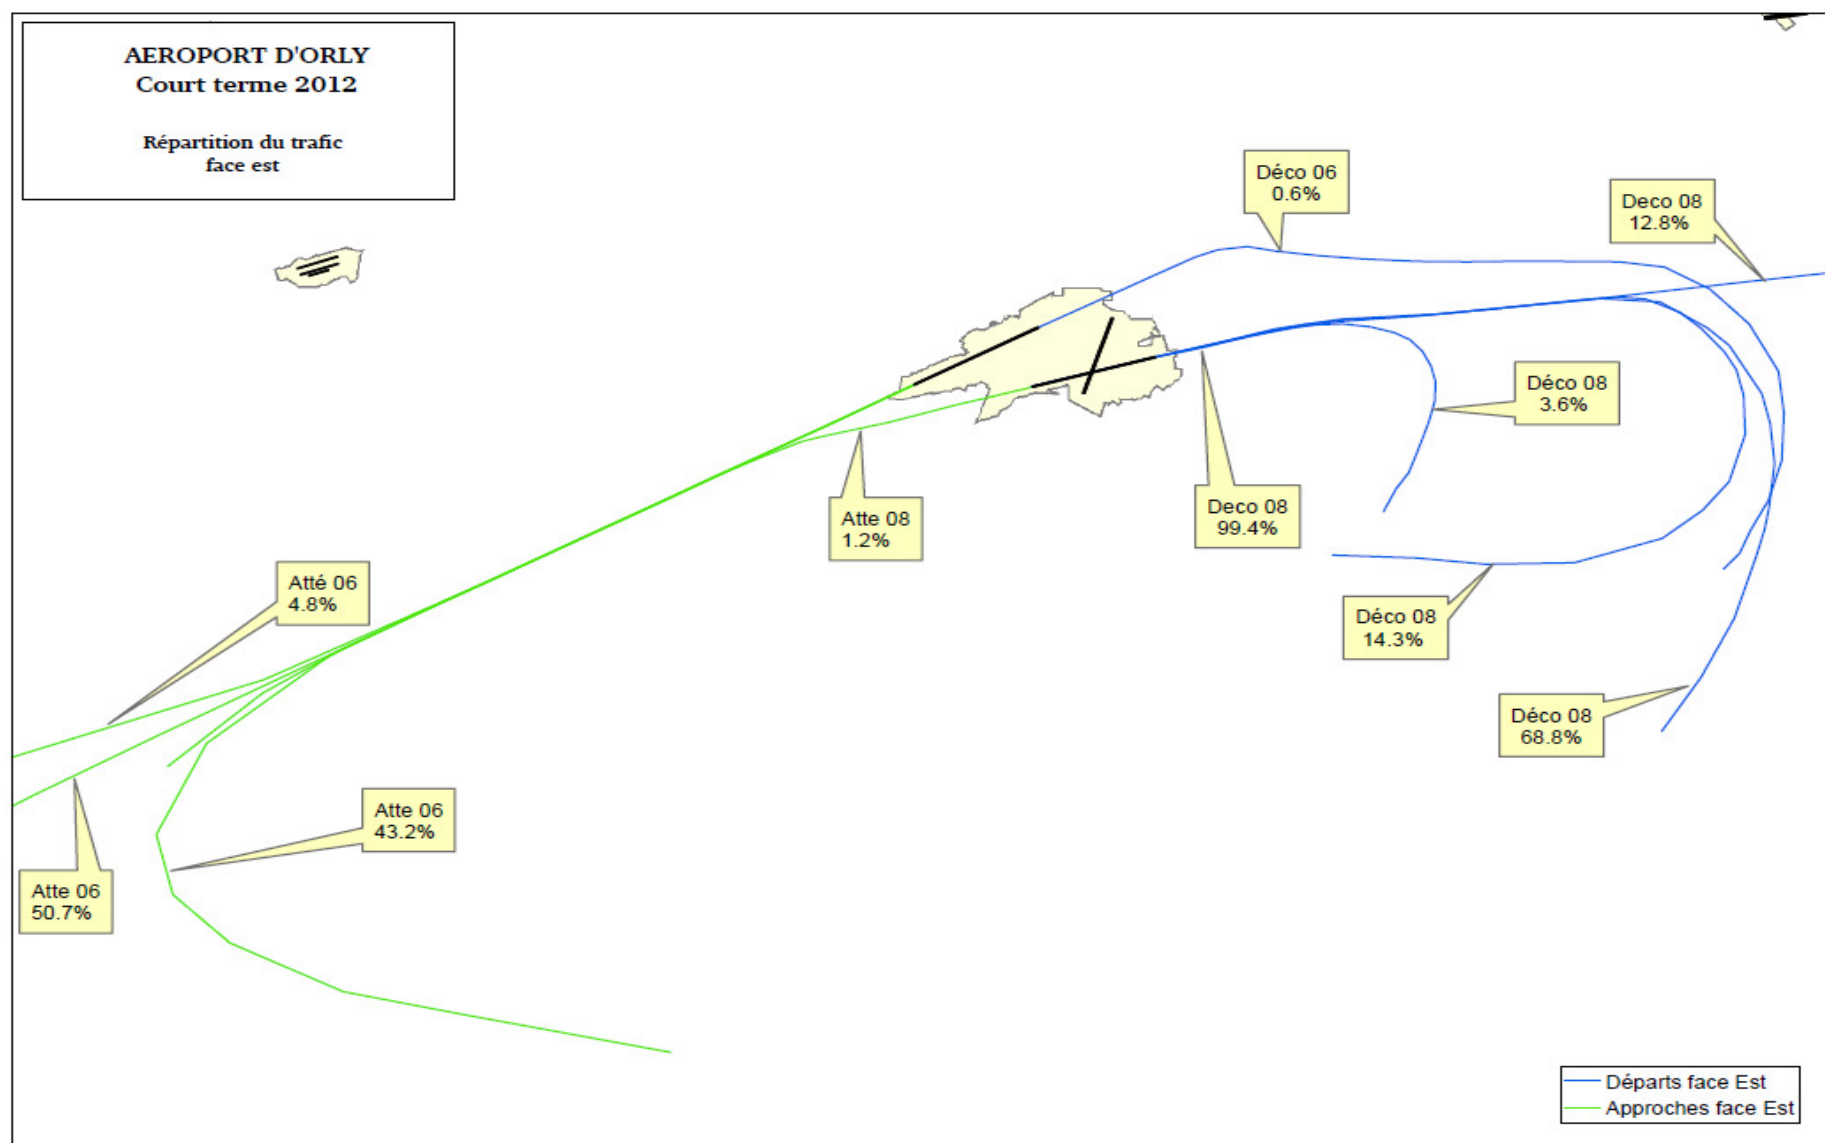 AEROPORT D'ORLY
Court terme 2012
Répartition du trafic
face est
Déco 06
0.6%
Deco 08
12.8%
Déco 08
3.6%
Deco 08
99.4%
Atte 08
1.2%
Atté 06
4.8%
Déco 08
14.3%
Déco 08
68.8%
Atte 06
43.2%
Atte 06
50.7%
Départs face Est
Approches face Est